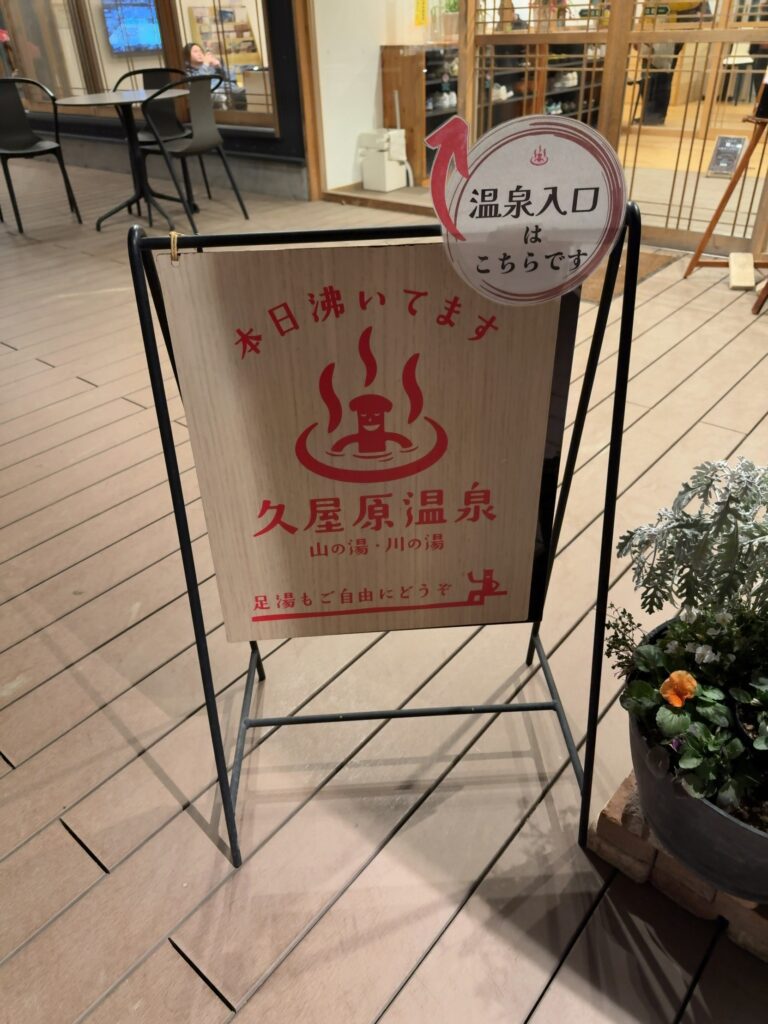 温泉入口
は
こちらです
本日沸いてます
久屋原温泉
山の湯・川の湯
足湯もご自由にどうぞ